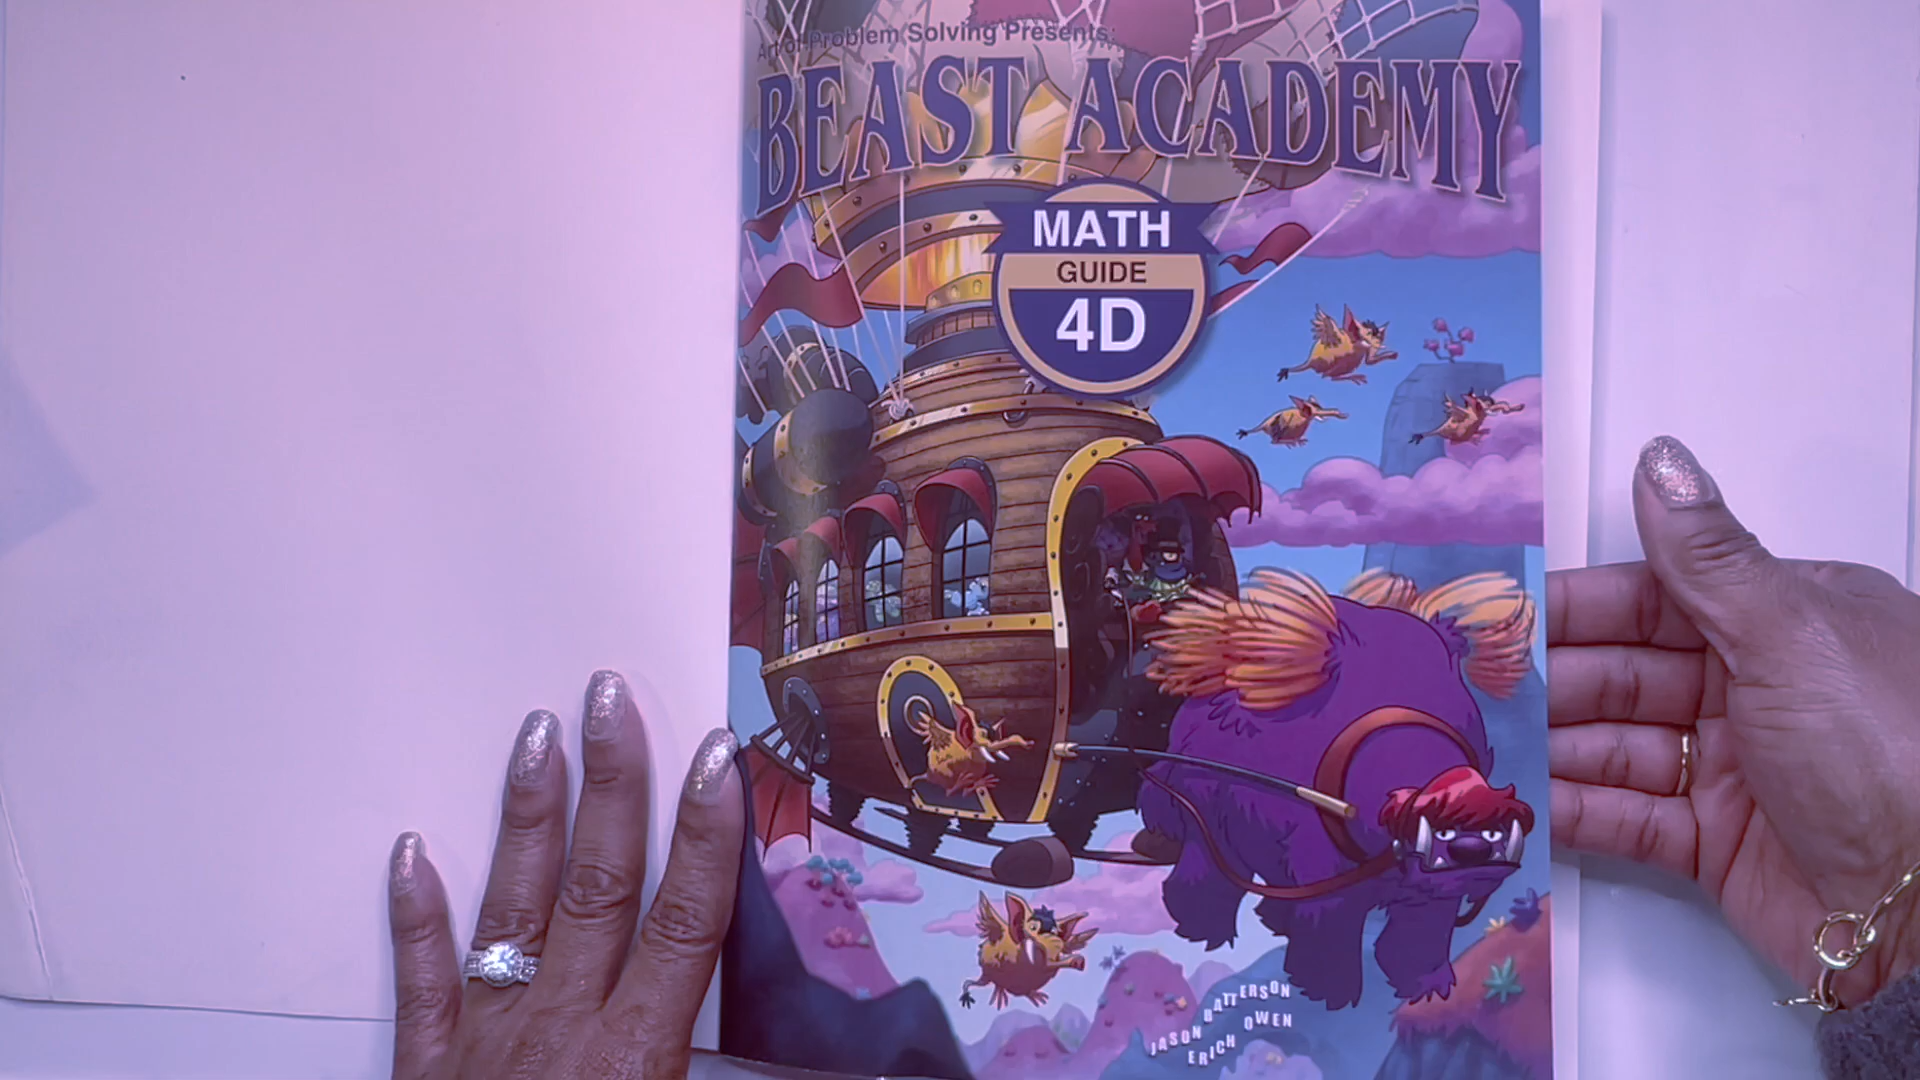 Art of Problem Solving Presents:
BEAST ACADEMY
MATH
GUIDE
4D
JASON BATTERSON
ERICH OWEN